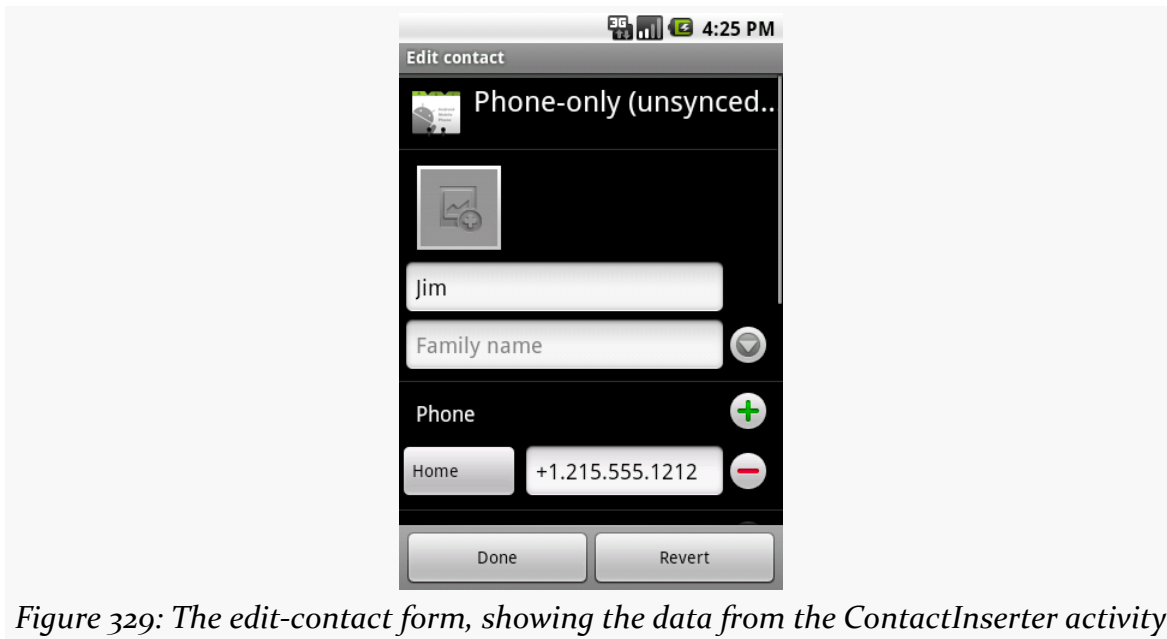 3G 4:25 PM
Edit contact
Phone-only (unsynced..
Jim
Family name
Phone
Home +1.215.555.1212
Done Revert
Figure 329: The edit-contact form, showing the data from the ContactInserter activity